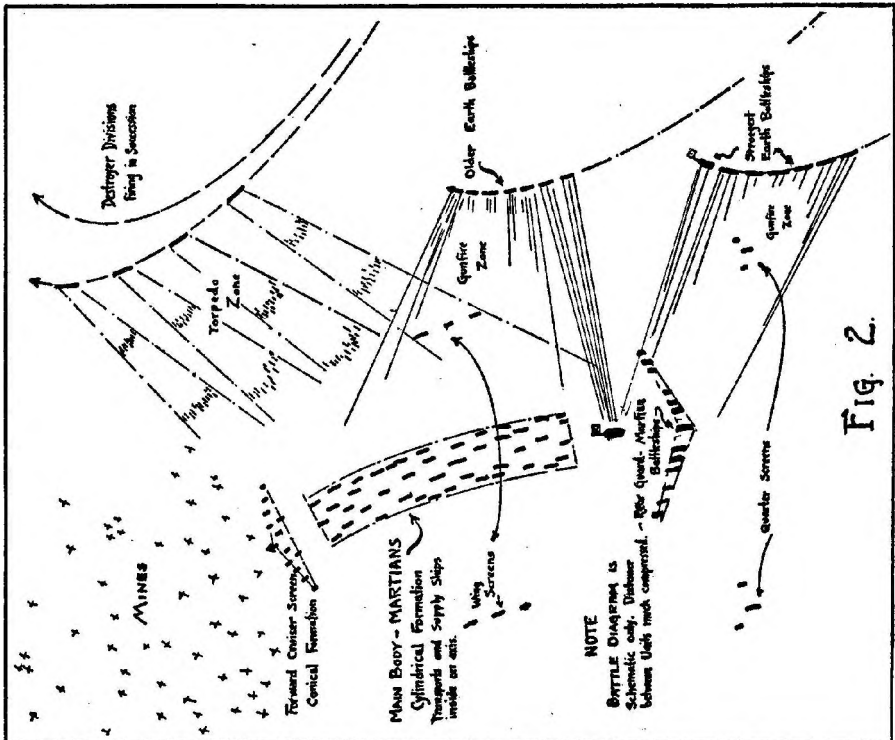 Destroyer Divisions
Firing in Succession
Torpedo
Zone
Older Earth Battleships
Gunfire
Zone
Strongest
Earth Battleships
Gunfire
Zone
MINES
Forward Cruiser Screen
Conical Formation
MAIN BODY - MARTIANS
Cylindrical Formation
Transports and Supply Ships
inside on axis.
Wing
Screens
NOTE
BATTLE DIAGRAM is
Schematic only. Distances
between Units much compressed.
Rear Guard - Martian
Battleships
Quarter Screens
FIG. 2.